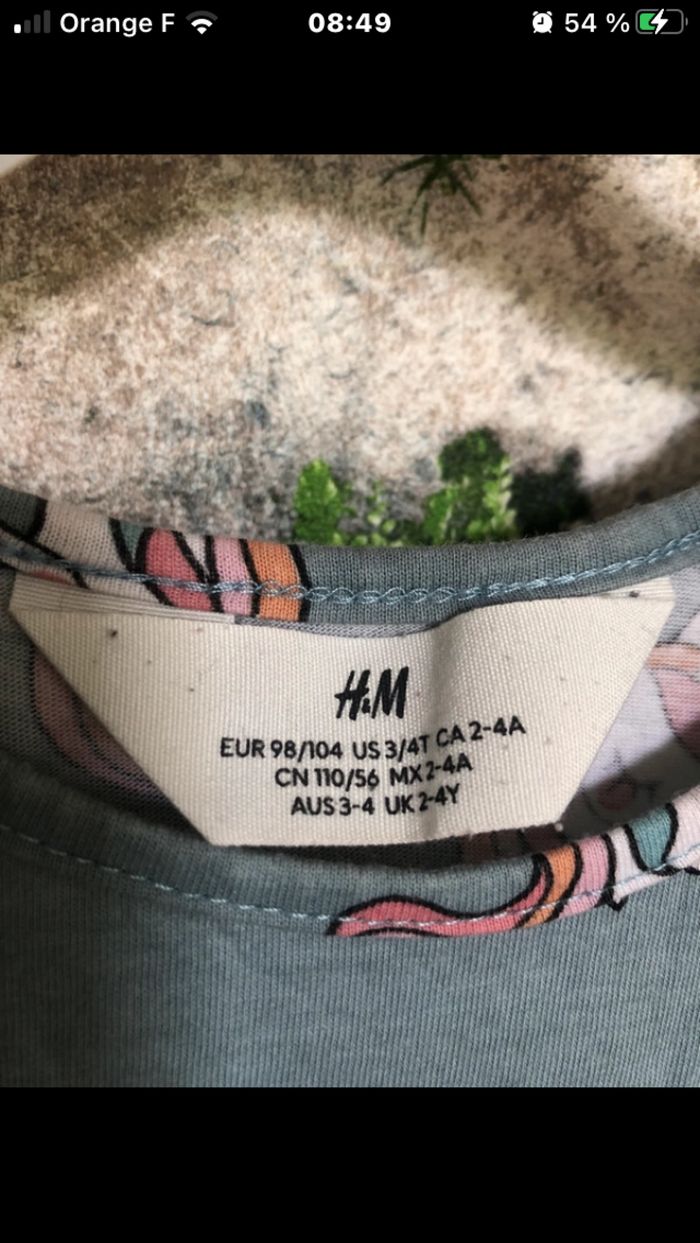 Orange F 08:49 54 %
H&M
EUR 98/104 US 3/4T CA 2-4A
CN 110/56 MX 2-4A
AUS 3-4 UK 2-4Y